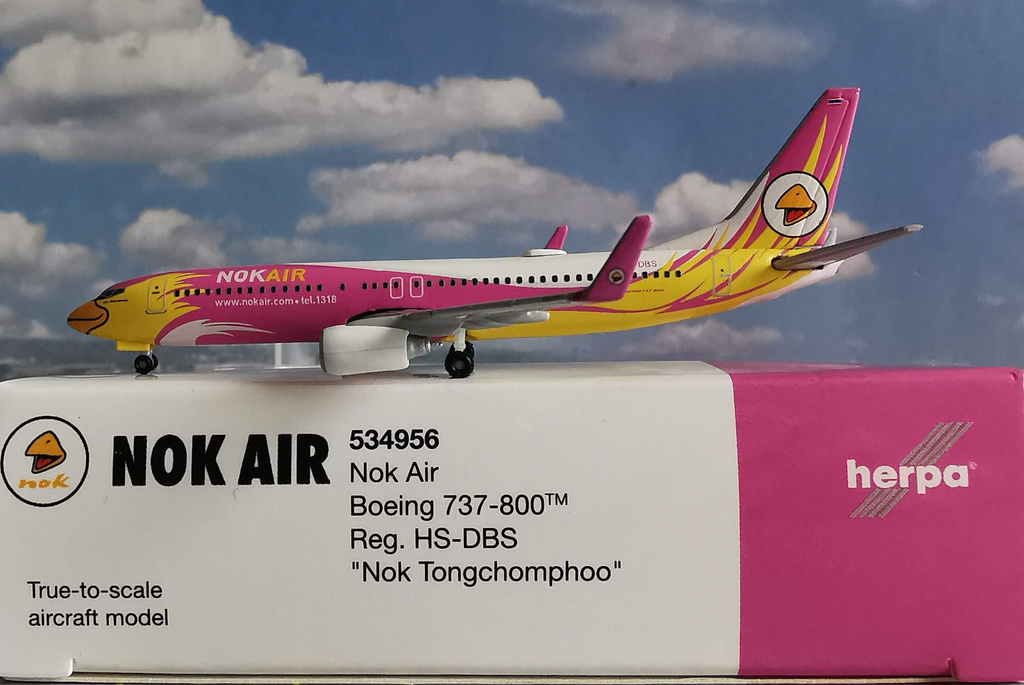 NOKAIR
www.nokair.com • tel.1318
DBS
nok
NOK AIR
534956
Nok Air
Boeing 737-800™
Reg. HS-DBS
"Nok Tongchomphoo"
True-to-scale
aircraft model
herpa®